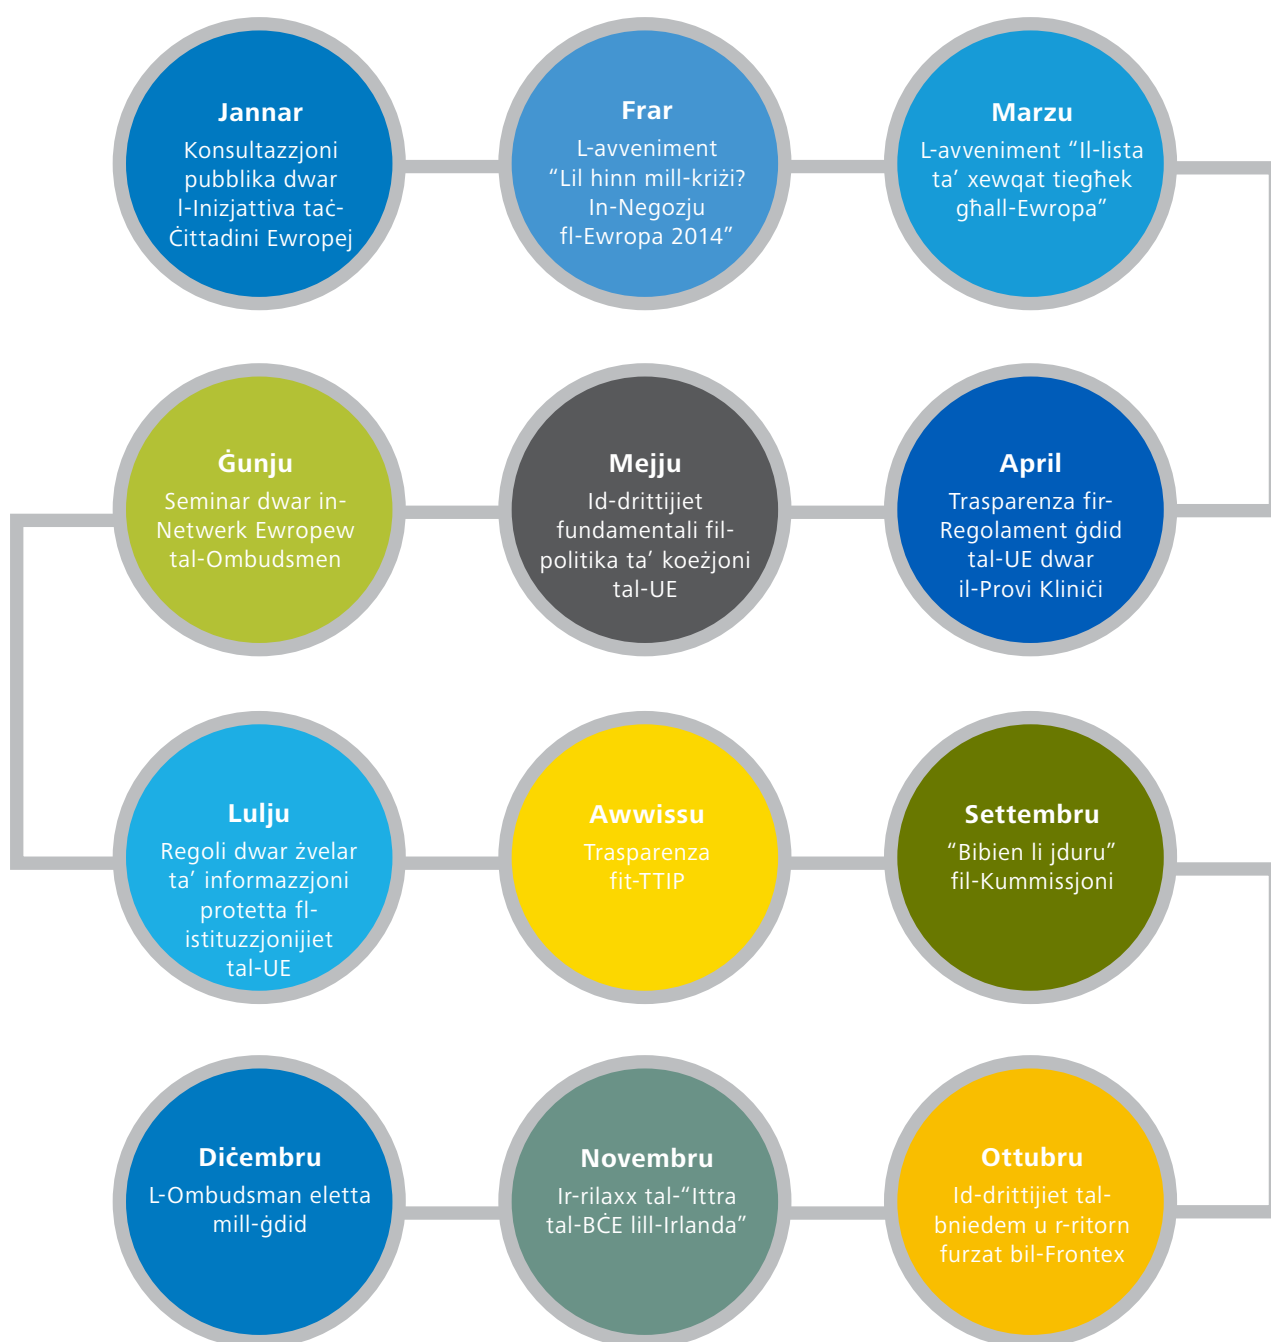 Jannar
Konsultazzjoni
pubblika dwar
l-Inizjattiva taċ-
Ċittadini Ewropej
Frar
L-avveniment
“Lil hinn mill-kriżi?
In-Negozju
fl-Ewropa 2014”
Marzu
L-avveniment “Il-lista
ta’ xewqat tiegħek
għall-Ewropa”
April
Trasparenza fir-
Regolament ġdid
tal-UE dwar
il-Provi Kliniċi
Mejju
Id-drittijiet
fundamentali fil-
politika ta’ koeżjoni
tal-UE
Ġunju
Seminar dwar in-
Netwerk Ewropew
tal-Ombudsmen
Lulju
Regoli dwar żvelar
ta’ informazzjoni
protetta fl-
istituzzjonijiet
tal-UE
Awwissu
Trasparenza
fit-TTIP
Settembru
“Bibien li jduru”
fil-Kummissjoni
Ottubru
Id-drittijiet tal-
bniedem u r-ritorn
furzat bil-Frontex
Novembru
Ir-rilaxx tal-“Ittra
tal-BĊE lill-Irlanda”
Diċembru
L-Ombudsman eletta
mill-ġdid